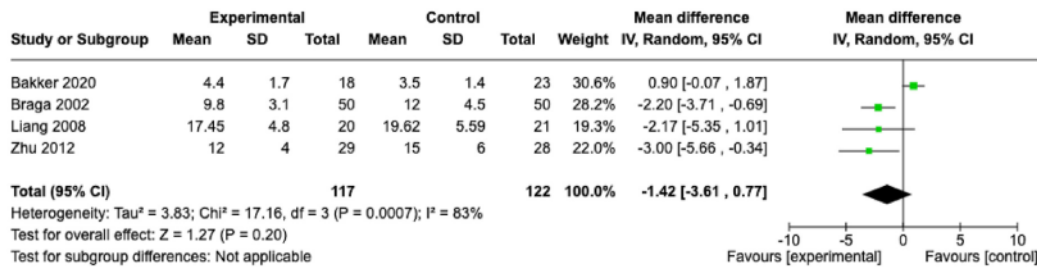 Experimental Control Mean difference Mean difference
Study or Subgroup Mean SD Total Mean SD Total Weight IV, Random, 95% CI IV, Random, 95% CI
Bakker 2020 4.4 1.7 18 3.5 1.4 23 30.6% 0.90 [-0.07 , 1.87]
Braga 2002 9.8 3.1 50 12 4.5 50 28.2% -2.20 [-3.71 , -0.69]
Liang 2008 17.45 4.8 20 19.62 5.59 21 19.3% -2.17 [-5.35 , 1.01]
Zhu 2012 12 4 29 15 6 28 22.0% -3.00 [-5.66 , -0.34]
Total (95% CI) 117 122 100.0% -1.42 [-3.61 , 0.77]
Heterogeneity: Tau² = 3.83; Chi² = 17.16, df = 3 (P = 0.0007); I² = 83%
Test for overall effect: Z = 1.27 (P = 0.20) -10 -5 0 5 10
Test for subgroup differences: Not applicable Favours [experimental] Favours [control]